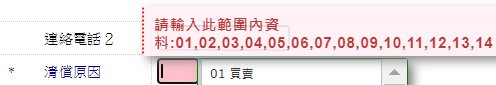 請輸入此範圍內資
料:01,02,03,04,05,06,07,08,09,10,11,12,13,14
連絡電話 2
* 清償原因
01 買賣